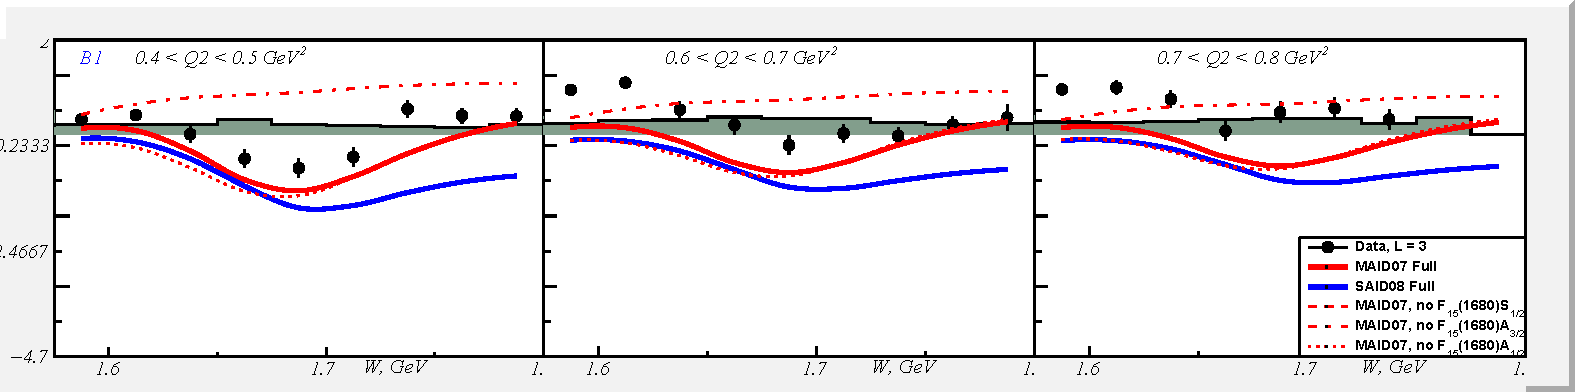 2
B1
0.4 < Q2 < 0.5 GeV²
0.6 < Q2 < 0.7 GeV²
0.7 < Q2 < 0.8 GeV²
0.2333
2.4667
−4.7
1.6
1.7
W, GeV
1.
1.6
1.7
W, GeV
1.
1.6
1.7
W, GeV
1.
Data, L = 3
MAID07 Full
SAID08 Full
MAID07, no F₁₅(1680)S₁/₂
MAID07, no F₁₅(1680)A₃/₂
MAID07, no F₁₅(1680)A₁/₂